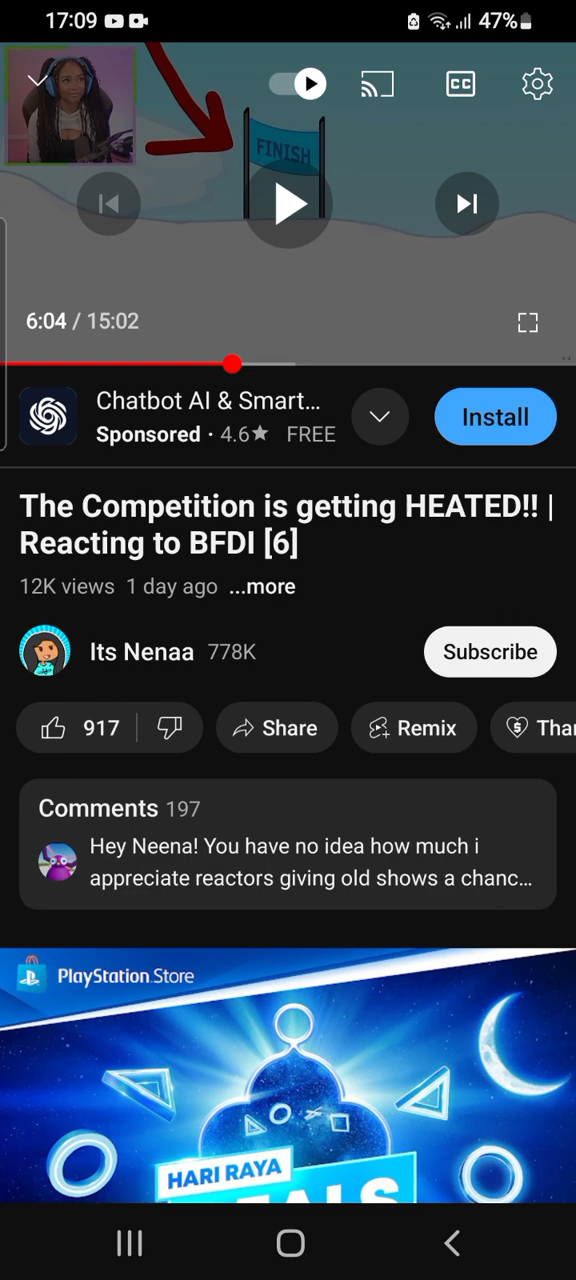 17:09
47%
CC
FINISH
6:04 / 15:02
Chatbot AI & Smart...
Sponsored · 4.6★ FREE
Install
The Competition is getting HEATED!! |
Reacting to BFDI [6]
12K views 1 day ago ...more
Its Nenaa 778K
Subscribe
917 Share Remix Than
Comments 197
Hey Neena! You have no idea how much i
appreciate reactors giving old shows a chanc...
PlayStation Store
HARI RAYA